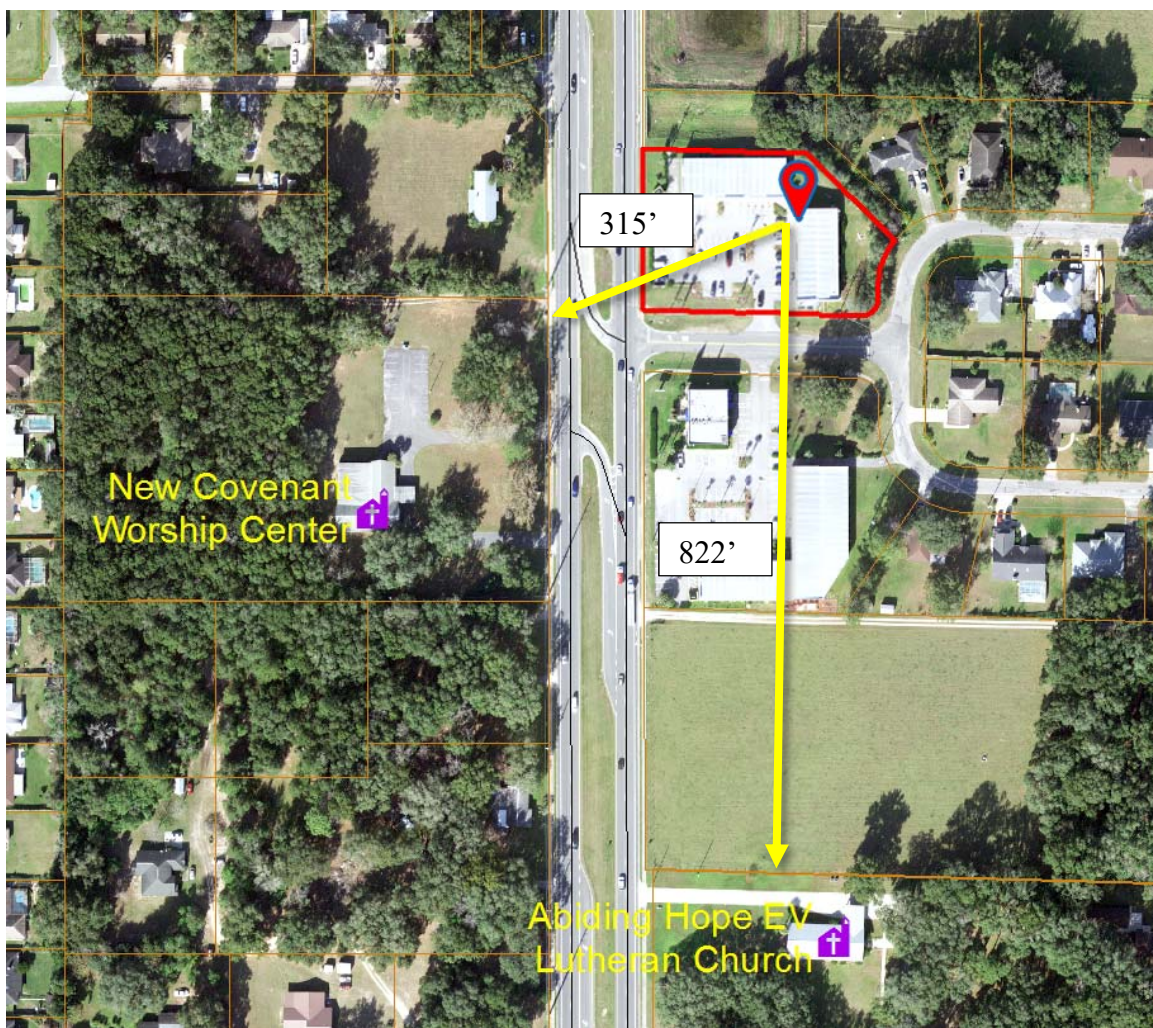 315’
New Covenant
Worship Center
822’
Abiding Hope EV
Lutheran Church